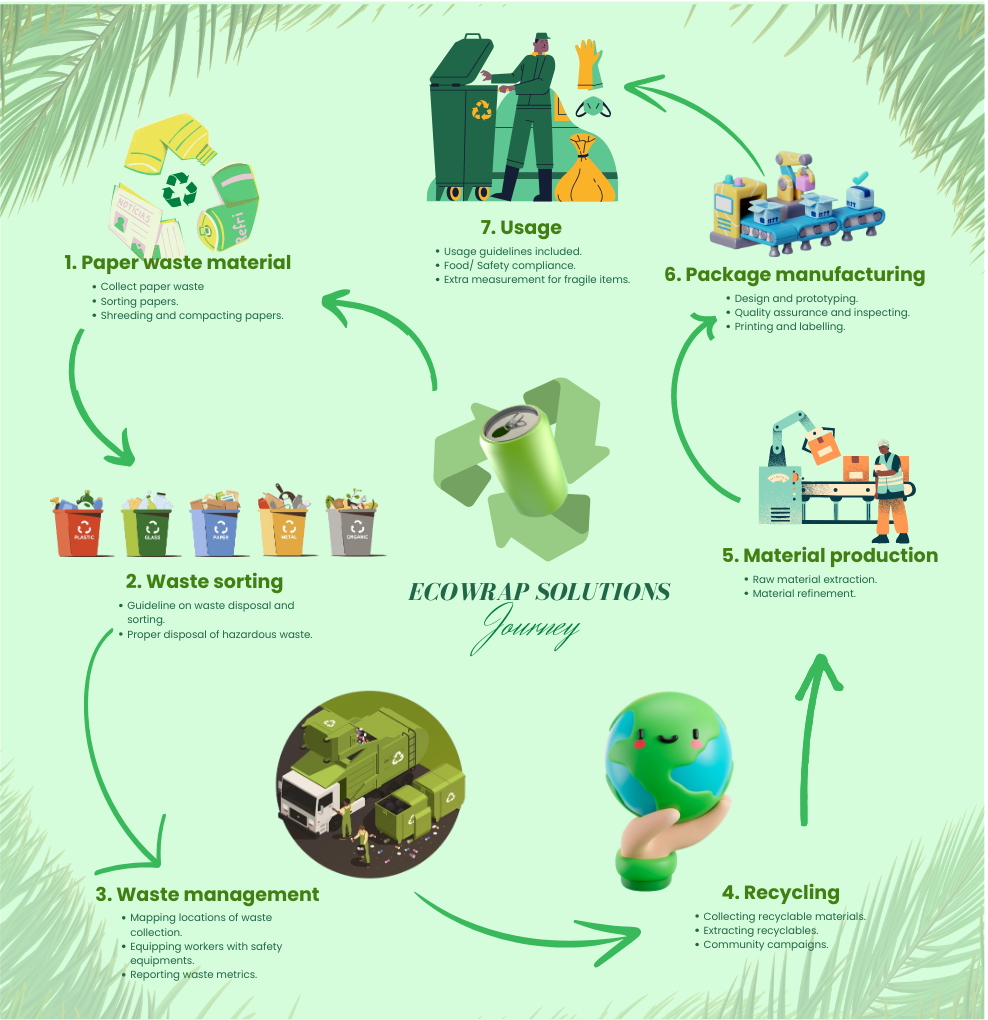 NOTÍCIAS
Refri
1. Paper waste material
• Collect paper waste
• Sorting papers.
• Shreeding and compacting papers.
PLASTIC
GLASS
PAPER
METAL
ORGANIC
2. Waste sorting
• Guideline on waste disposal and
sorting.
• Proper disposal of hazardous waste.
3. Waste management
• Mapping locations of waste
collection.
• Equipping workers with safety
equipments.
• Reporting waste metrics.
4. Recycling
• Collecting recyclable materials.
• Extracting recyclables.
• Community campaigns.
5. Material production
• Raw material extraction.
• Material refinement.
6. Package manufacturing
• Design and prototyping.
• Quality assurance and inspecting.
• Printing and labelling.
7. Usage
• Usage guidelines included.
• Food/ Safety compliance.
• Extra measurement for fragile items.
ECOWRAP SOLUTIONS
Journey